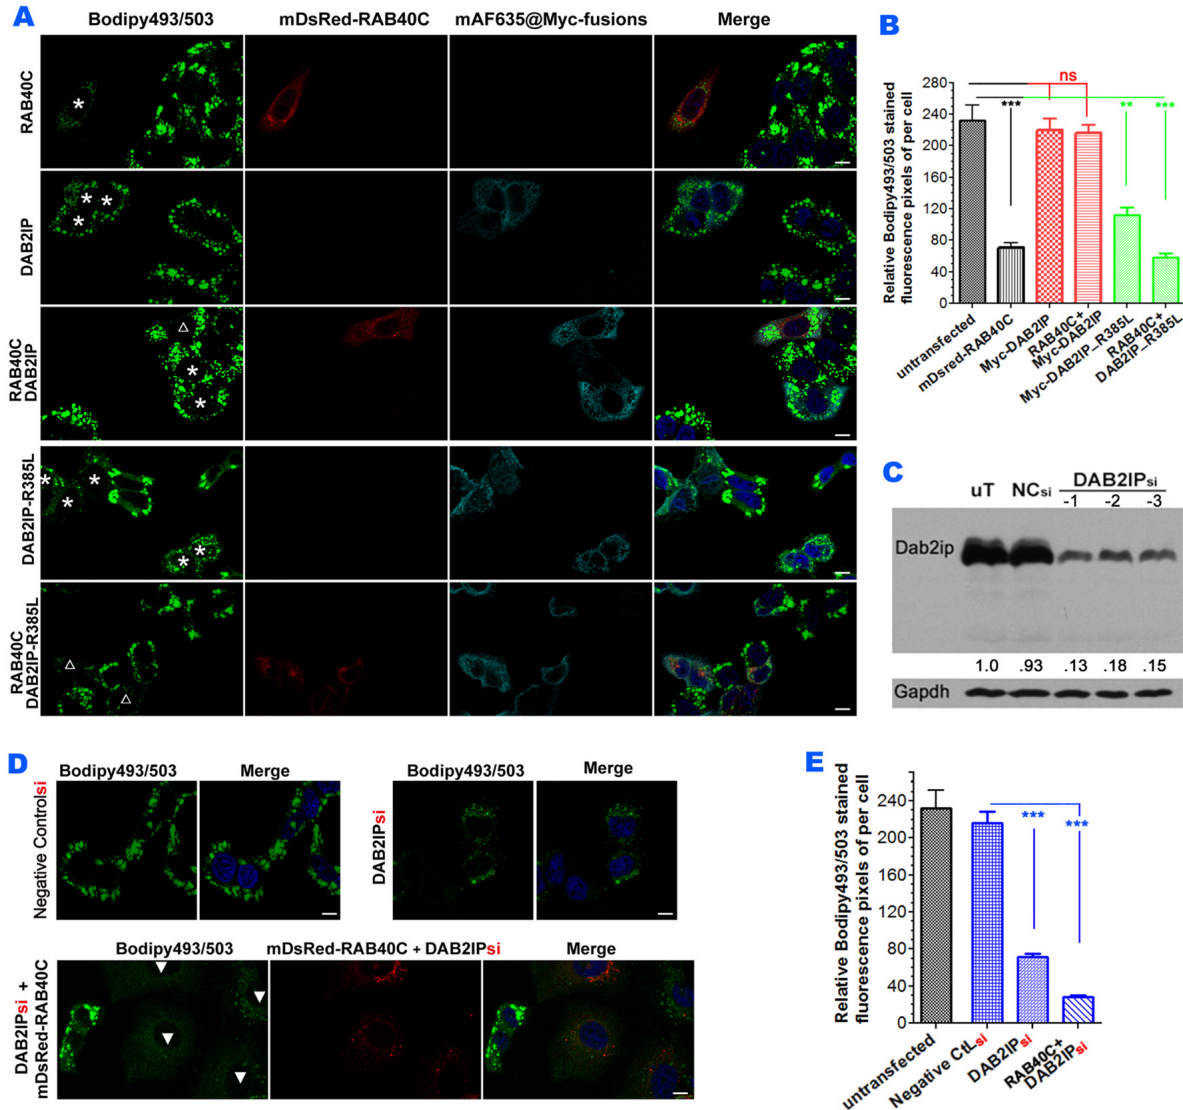 A
Bodipy493/503 mDsRed-RAB40C mAF635@Myc-fusions Merge
RAB40C
*
DAB2IP
* * *
RAB40C
DAB2IP
△
*
*
DAB2IP-R385L
* * *
* *
RAB40C
DAB2IP-R385L
△
△
B
Relative Bodipy493/503 stained
fluorescence pixels of per cell
280
240
200
160
120
80
40
0
ns
*** ** ***
untransfected
mDsred-RAB40C
Myc-DAB2IP
RAB40C+
Myc-DAB2IP
Myc-DAB2IP_R385L
RAB40C+
DAB2IP_R385L
C
uT NCsi DAB2IPsi
-1 -2 -3
Dab2ip
1.0 .93 .13 .18 .15
Gapdh
D
Bodipy493/503 Merge
Negative Controlsi
Bodipy493/503 Merge
DAB2IPsi
Bodipy493/503 mDsRed-RAB40C + DAB2IPsi Merge
DAB2IPsi +
mDsRed-RAB40C
E
Relative Bodipy493/503 stained
fluorescence pixels of per cell
240
200
160
120
80
40
0
*** ***
untransfected
Negative CtLsi
DAB2IPsi
RAB40C+
DAB2IPsi